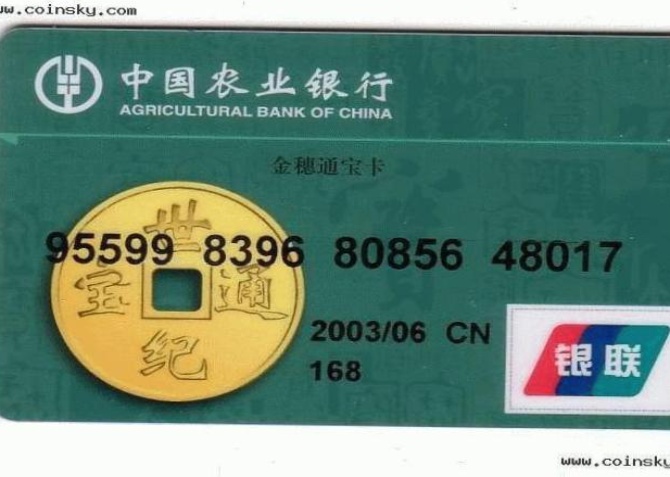 www.coinsky.com
中国农业银行
AGRICULTURAL BANK OF CHINA
金穗通宝卡
世纪通宝
95599 8396 80856 48017
2003/06 CN
168
银联
www.coinsky